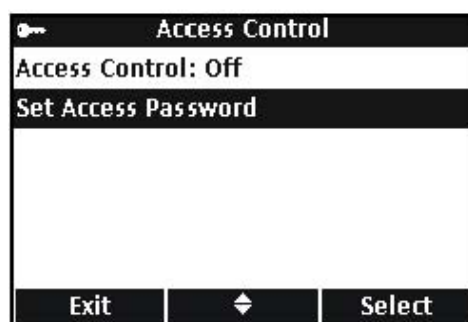 Access Control
Access Control: Off
Set Access Password
Exit Select